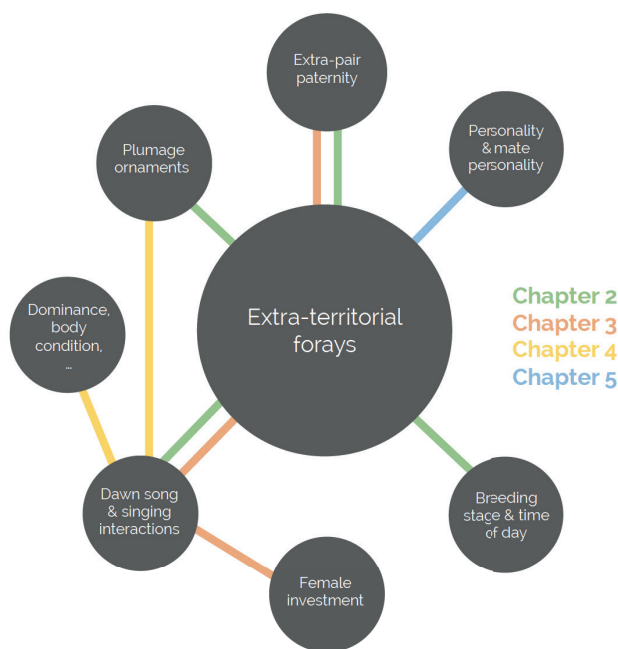 Extra-pair
paternity
Plumage
ornaments
Personality
& mate
personality
Extra-territorial
forays
Chapter 2
Chapter 3
Chapter 4
Chapter 5
Dominance,
body
condition,
...
Dawn song
& singing
interactions
Breeding
stage & time
of day
Female
investment